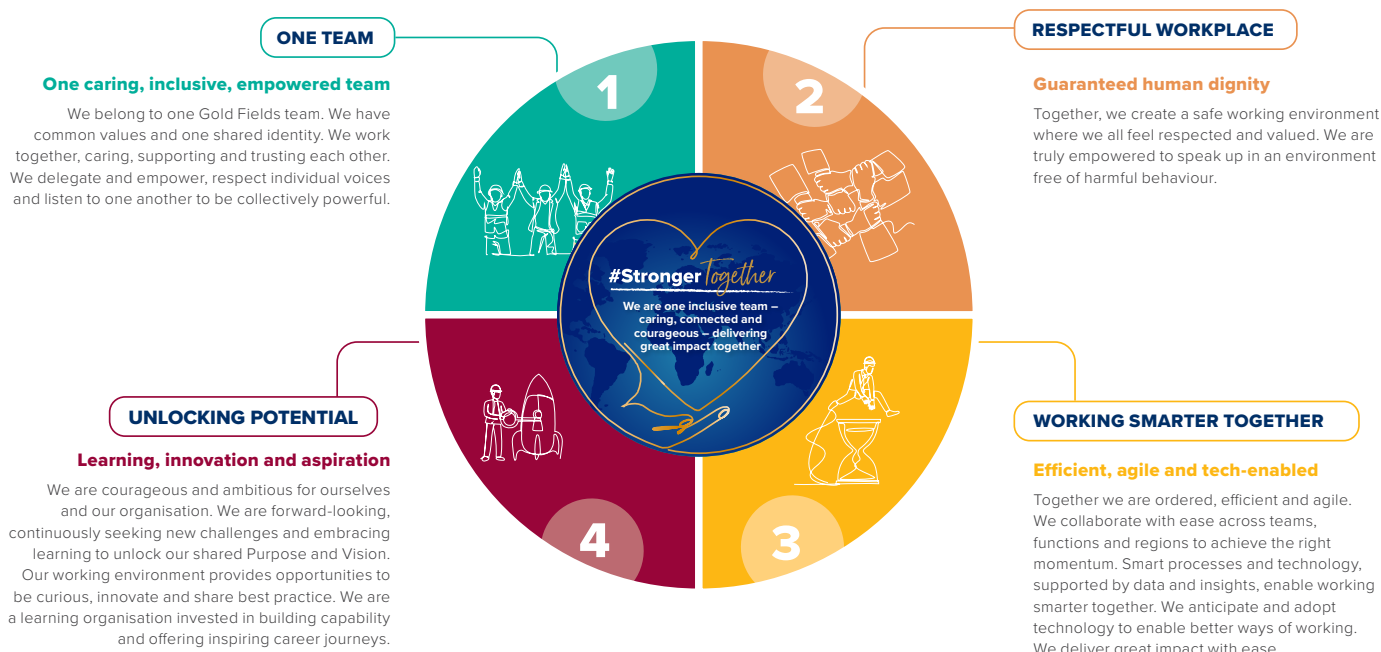 ONE TEAM
One caring, inclusive, empowered team
We belong to one Gold Fields team. We have
common values and one shared identity. We work
together, caring, supporting and trusting each other.
We delegate and empower, respect individual voices
and listen to one another to be collectively powerful.
1
2
RESPECTFUL WORKPLACE
Guaranteed human dignity
Together, we create a safe working environment
where we all feel respected and valued. We are
truly empowered to speak up in an environment
free of harmful behaviour.
#StrongerTogether
We are one inclusive team –
caring, connected and
courageous – delivering
great impact together
UNLOCKING POTENTIAL
Learning, innovation and aspiration
We are courageous and ambitious for ourselves
and our organisation. We are forward-looking,
continuously seeking new challenges and embracing
learning to unlock our shared Purpose and Vision.
Our working environment provides opportunities to
be curious, innovate and share best practice. We are
a learning organisation invested in building capability
and offering inspiring career journeys.
4
3
WORKING SMARTER TOGETHER
Efficient, agile and tech-enabled
Together we are ordered, efficient and agile.
We collaborate with ease across teams,
functions and regions to achieve the right
momentum. Smart processes and technology,
supported by data and insights, enable working
smarter together. We anticipate and adopt
technology to enable better ways of working.
We deliver great impact with ease